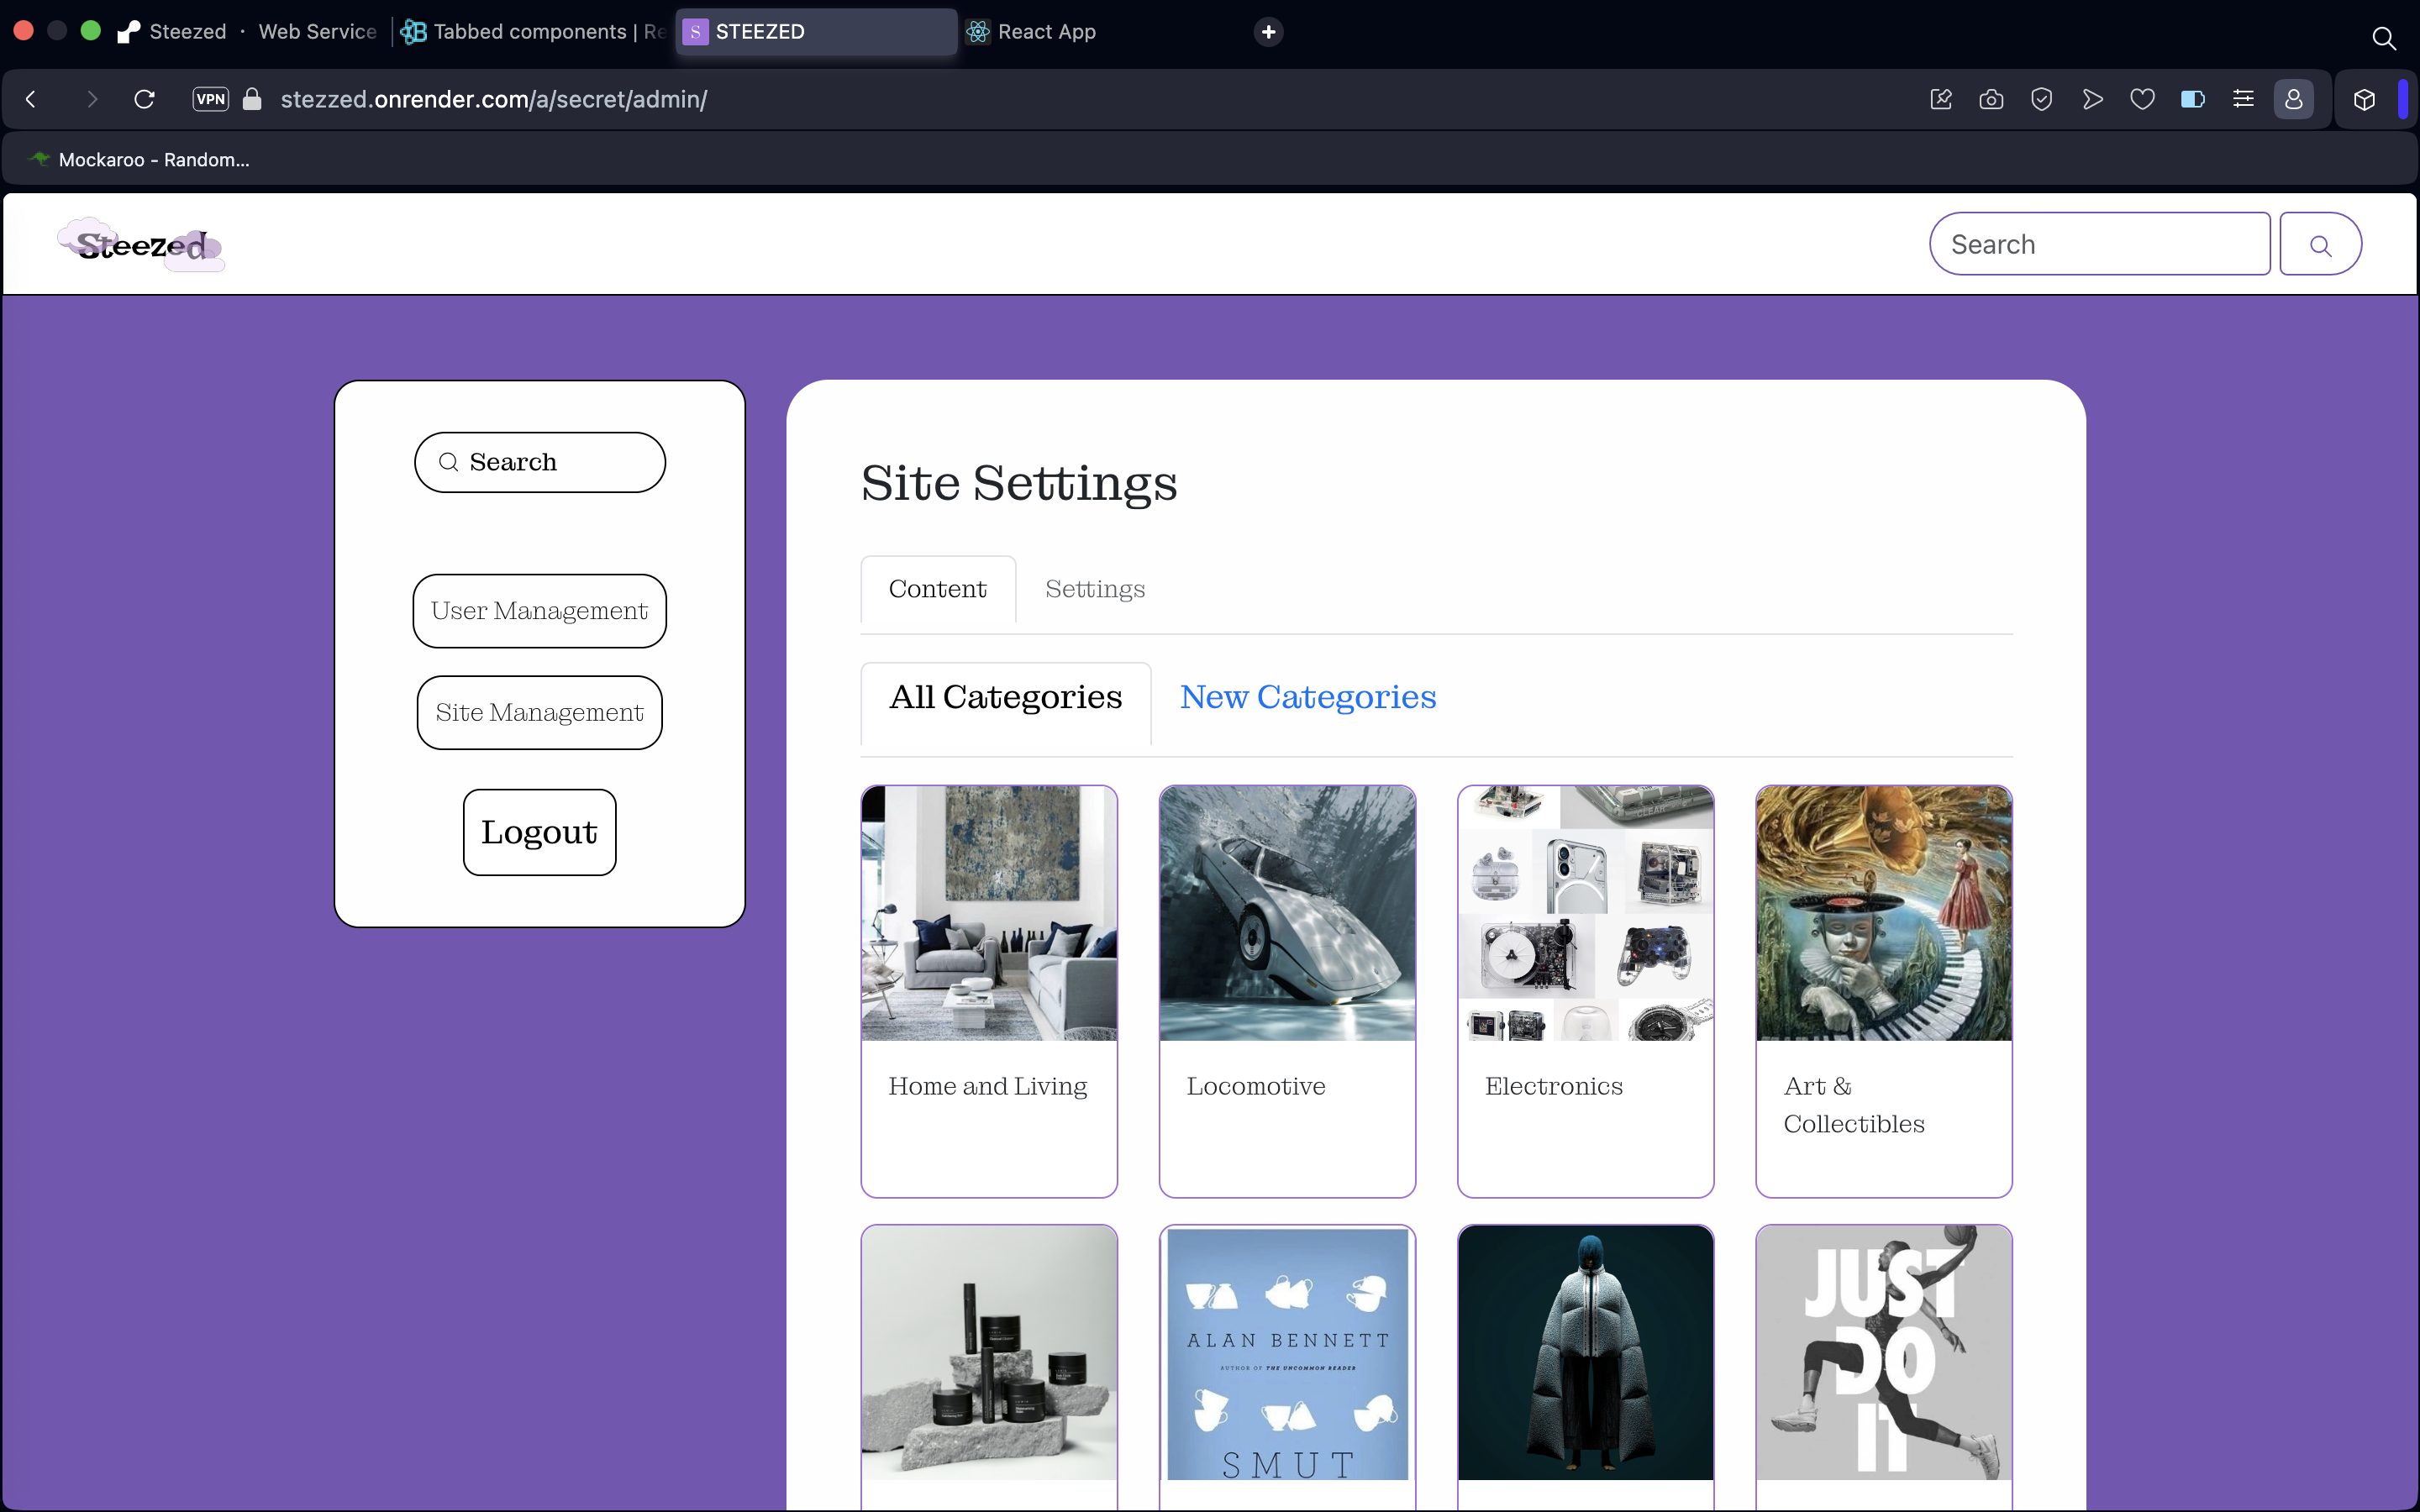 Steezed · Web Service
Tabbed components | Re
S STEEZED
React App
VPN stezzed.onrender.com/a/secret/admin/
Mockaroo - Random...
Steezed
Search
Search
Site Settings
Content Settings
User Management
All Categories New Categories
Site Management
Logout
CLEAR
Home and Living
Locomotive
Electronics
Art &
Collectibles
ALAN BENNETT
AUTHOR OF THE UNCOMMON READER
SMUT
JUST
DO
IT